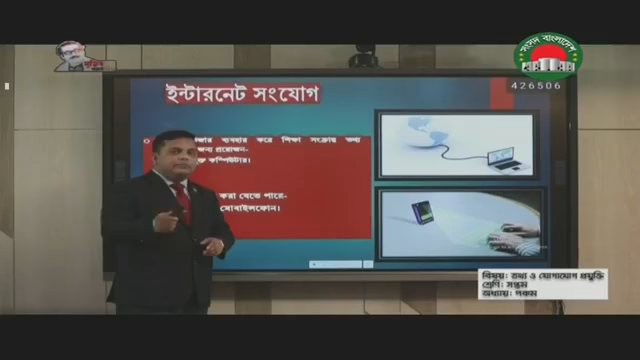 সংসদ বাংলাদেশ
426506
ইন্টারনেট সংযোগ
ব্যবহার করে শিক্ষা সংক্রান্ত তথ্য
জন্য প্রয়োজন-
কম্পিউটার।
করা যেতে পারে-
মোবাইলফোন।
বিষয়: তথ্য ও যোগাযোগ প্রযুক্তি
শ্রেণি: সপ্তম
অধ্যায়: পঞ্চম